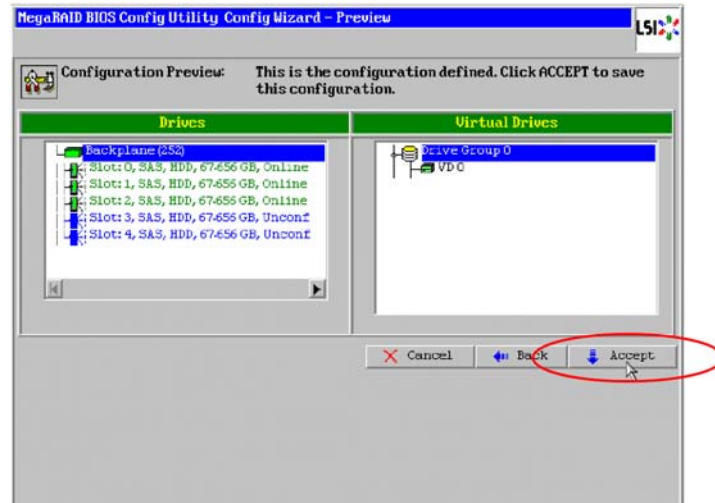 MegaRAID BIOS Config Utility Config Wizard - Preview
LSI
Configuration Preview: This is the configuration defined. Click ACCEPT to save
this configuration.
Drives
Backplane (252)
Slot: 0, SAS, HDD, 67.656 GB, Online
Slot: 1, SAS, HDD, 67.656 GB, Online
Slot: 2, SAS, HDD, 67.656 GB, Online
Slot: 3, SAS, HDD, 67.656 GB, Unconf
Slot: 4, SAS, HDD, 67.656 GB, Unconf
Virtual Drives
Drive Group 0
VD 0
Cancel Back Accept